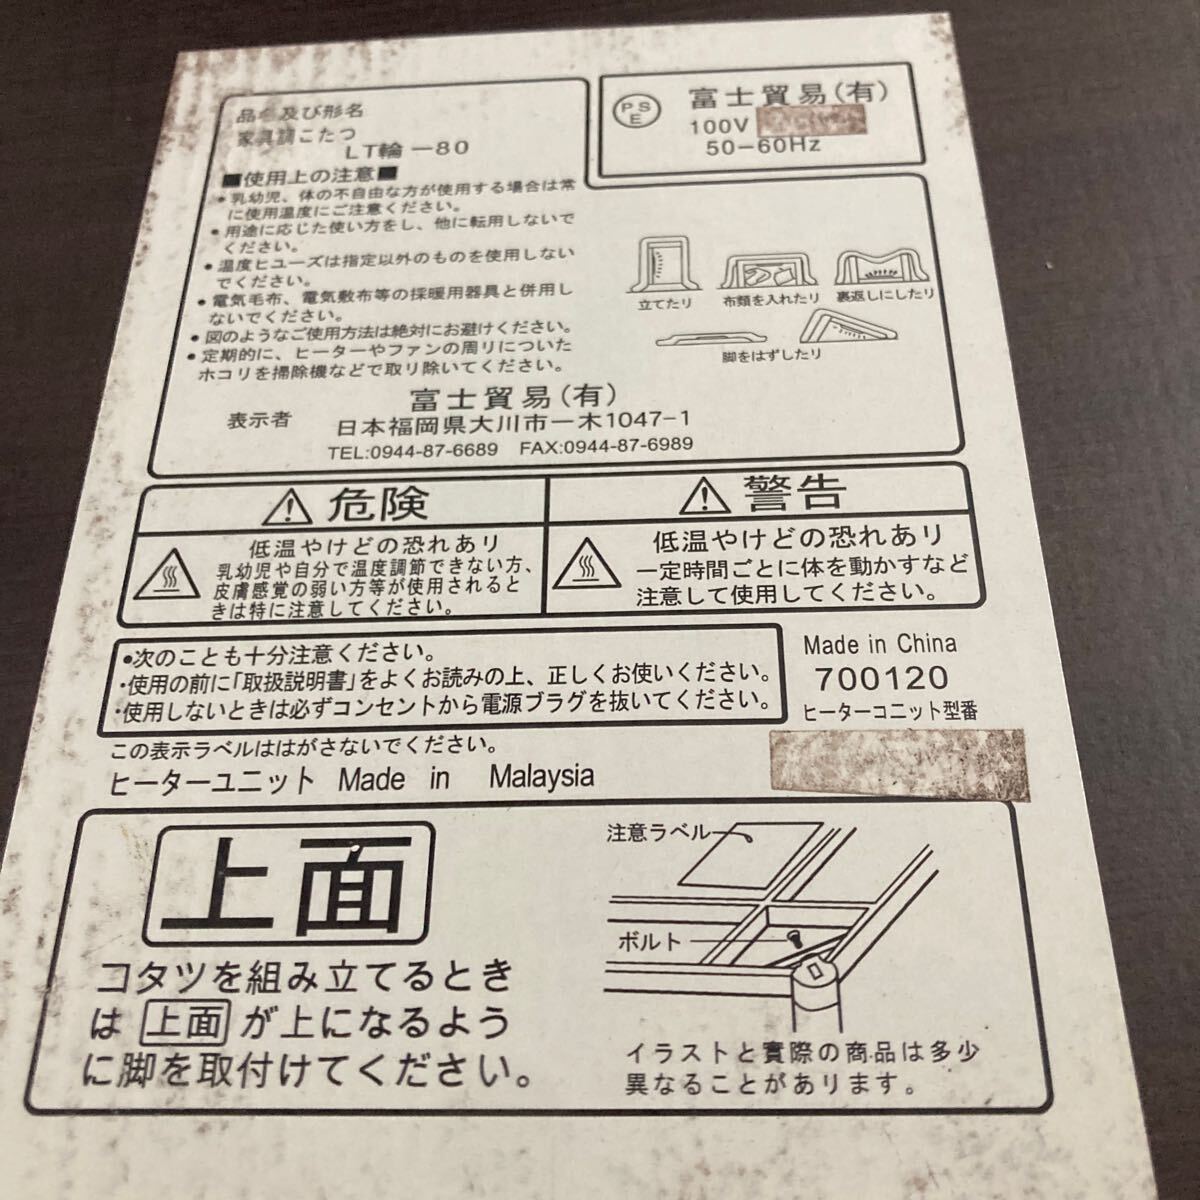 品名及び形名
家具調こたつ
LT輪ー80
■使用上の注意■
•乳幼児、体の不自由な方が使用する場合は常
に使用温度にご注意ください。
•用途に応じた使い方をし、他に転用しないで
ください。
•温度ヒューズは指定以外のものを使用しない
でください。
•電気毛布、電気敷布等の採暖用器具と併用し
ないでください。
•図のようなご使用方法は絶対にお避けください。
•定期的に、ヒーターやファンの周りについた
ホコリを掃除機などで取り除いてください。
表示者
富士貿易(有)
日本福岡県大川市一木1047-1
TEL:0944-87-6689 FAX:0944-87-6989
PSE
富士貿易(有)
100V
50-60Hz
立てたり
布類を入れたり
裏返しにしたり
脚をはずしたり
⚠危険
低温やけどの恐れあり
乳幼児や自分で温度調節できない方、
皮膚感覚の弱い方等が使用されると
きは特に注意してください。
⚠警告
低温やけどの恐れあり
一定時間ごとに体を動かすなど
注意して使用してください。
•次のことも十分注意ください。
・使用の前に「取扱説明書」をよくお読みの上、正しくお使いください。
・使用しないときは必ずコンセントから電源プラグを抜いてください。
Made in China
700120
ヒーターコニット型番
この表示ラベルははがさないでください。
ヒーターユニット Made in Malaysia
上面
コタツを組み立てるとき
は 上面 が上になるよう
に脚を取付けてください。
注意ラベル
ボルト
イラストと實際の商品は多少
異なることがあります。